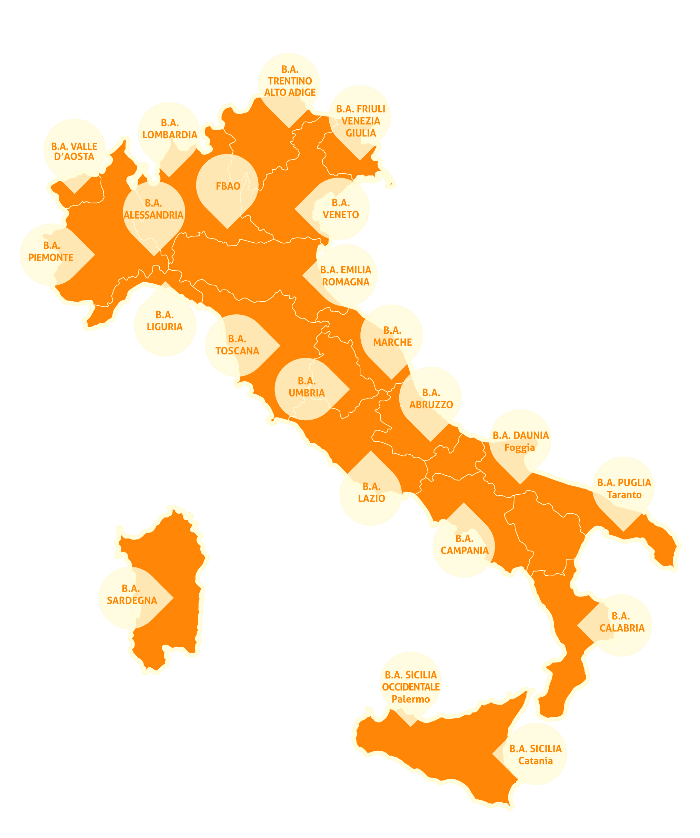 B.A.
TRENTINO
ALTO ADIGE
B.A. FRIULI
VENEZIA
GIULIA
B.A.
LOMBARDIA
B.A. VALLE
D'AOSTA
FBAO
B.A.
ALESSANDRIA
B.A.
VENETO
B.A.
PIEMONTE
B.A. EMILIA
ROMAGNA
B.A.
LIGURIA
B.A.
TOSCANA
B.A.
MARCHE
B.A.
UMBRIA
B.A.
ABRUZZO
B.A. DAUNIA
Foggia
B.A.
LAZIO
B.A. PUGLIA
Taranto
B.A.
CAMPANIA
B.A.
SARDEGNA
B.A.
CALABRIA
B.A. SICILIA
OCCIDENTALE
Palermo
B.A. SICILIA
Catania